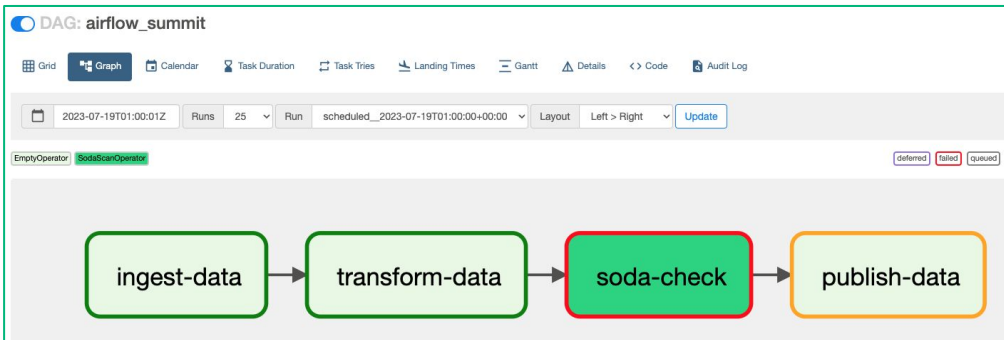 DAG: airflow_summit
Grid Graph Calendar Task Duration Task Tries Landing Times Gantt Details <> Code Audit Log
2023-07-19T01:00:01Z Runs 25 Run scheduled__2023-07-19T01:00:00+00:00 Layout Left > Right Update
EmptyOperator SodaScanOperator deferred failed queued
ingest-data transform-data soda-check publish-data